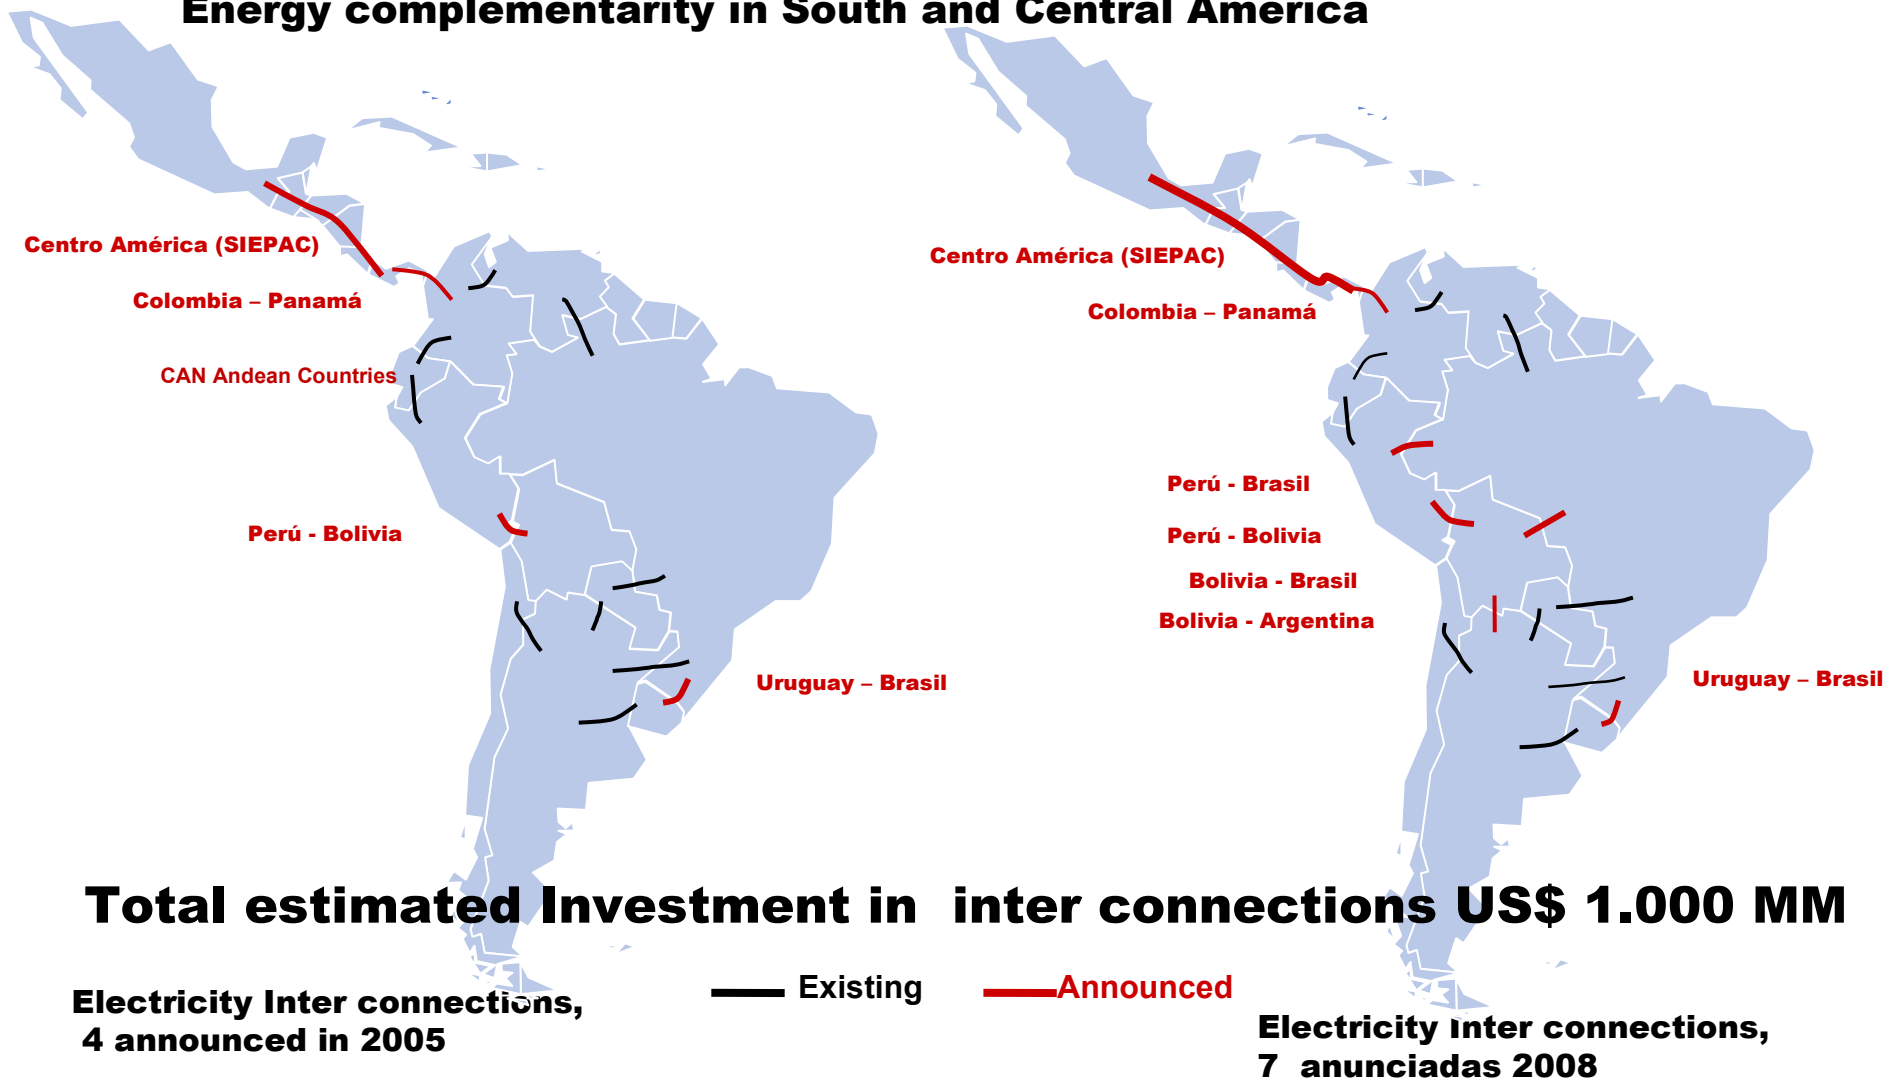 Energy complementarity in South and Central America
Centro América (SIEPAC)
Colombia – Panamá
CAN Andean Countries
Perú - Bolivia
Uruguay – Brasil
Centro América (SIEPAC)
Colombia – Panamá
Perú - Brasil
Perú - Bolivia
Bolivia - Brasil
Bolivia - Argentina
Uruguay – Brasil
Total estimated Investment in inter connections US$ 1.000 MM
Existing
Announced
Electricity Inter connections,
4 announced in 2005
Electricity Inter connections,
7 anunciadas 2008